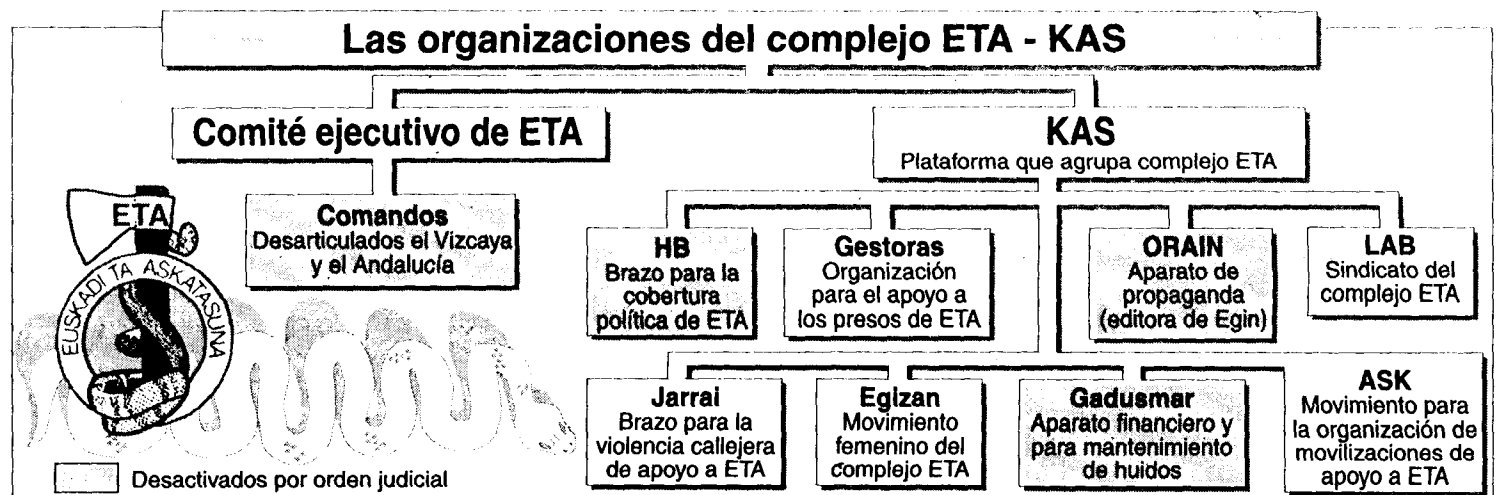 Las organizaciones del complejo ETA - KAS
Comité ejecutivo de ETA
KAS
Plataforma que agrupa complejo ETA
ETA
EUSKADI TA ASKATASUNA
Comandos
Desarticulados el Vizcaya
y el Andalucía
HB
Brazo para la
cobertura
política de ETA
Gestoras
Organización
para el apoyo a
los presos de ETA
ORAIN
Aparato de
propaganda
(editora de Egin)
LAB
Sindicato del
complejo ETA
Jarrai
Brazo para la
violencia callejera
de apoyo a ETA
Egizan
Movimiento
femenino del
complejo ETA
Gadusmar
Aparato financiero y
para mantenimiento
de huidos
ASK
Movimiento para
la organización de
movilizaciones de
apoyo a ETA
Desactivados por orden judicial